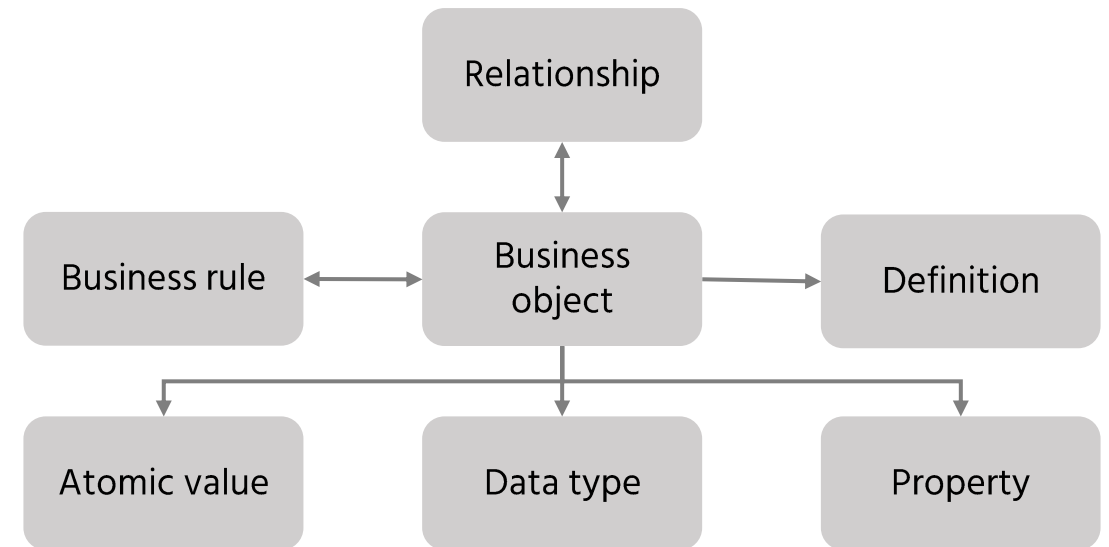 Relationship
Business rule
Business
object
Definition
Atomic value
Data type
Property